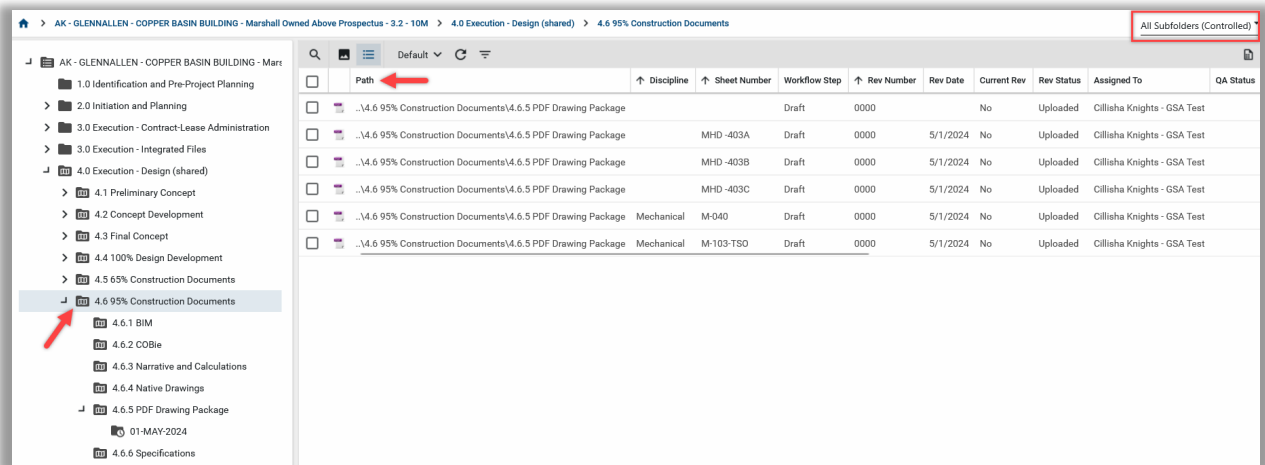 AK - GLENNALLEN - COPPER BASIN BUILDING - Marshall Owned Above Prospectus - 3.2 - 10M > 4.0 Execution - Design (shared) > 4.6 95% Construction Documents
All Subfolders (Controlled)
AK - GLENNALLEN - COPPER BASIN BUILDING - Mars
1.0 Identification and Pre-Project Planning
2.0 Initiation and Planning
3.0 Execution - Contract-Lease Administration
3.0 Execution - Integrated Files
4.0 Execution - Design (shared)
4.1 Preliminary Concept
4.2 Concept Development
4.3 Final Concept
4.4 100% Design Development
4.5 65% Construction Documents
4.6 95% Construction Documents
4.6.1 BIM
4.6.2 COBie
4.6.3 Narrative and Calculations
4.6.4 Native Drawings
4.6.5 PDF Drawing Package
01-MAY-2024
4.6.6 Specifications
Default
Path Discipline Sheet Number Workflow Step Rev Number Rev Date Current Rev Rev Status Assigned To QA Status
..\4.6 95% Construction Documents\4.6.5 PDF Drawing Package Draft 0000 No Uploaded Cillisha Knights - GSA Test
..\4.6 95% Construction Documents\4.6.5 PDF Drawing Package MHD -403A Draft 0000 5/1/2024 No Uploaded Cillisha Knights - GSA Test
..\4.6 95% Construction Documents\4.6.5 PDF Drawing Package MHD -403B Draft 0000 5/1/2024 No Uploaded Cillisha Knights - GSA Test
..\4.6 95% Construction Documents\4.6.5 PDF Drawing Package MHD -403C Draft 0000 5/1/2024 No Uploaded Cillisha Knights - GSA Test
..\4.6 95% Construction Documents\4.6.5 PDF Drawing Package Mechanical M-040 Draft 0000 5/1/2024 No Uploaded Cillisha Knights - GSA Test
..\4.6 95% Construction Documents\4.6.5 PDF Drawing Package Mechanical M-103-TSO Draft 0000 5/1/2024 No Uploaded Cillisha Knights - GSA Test